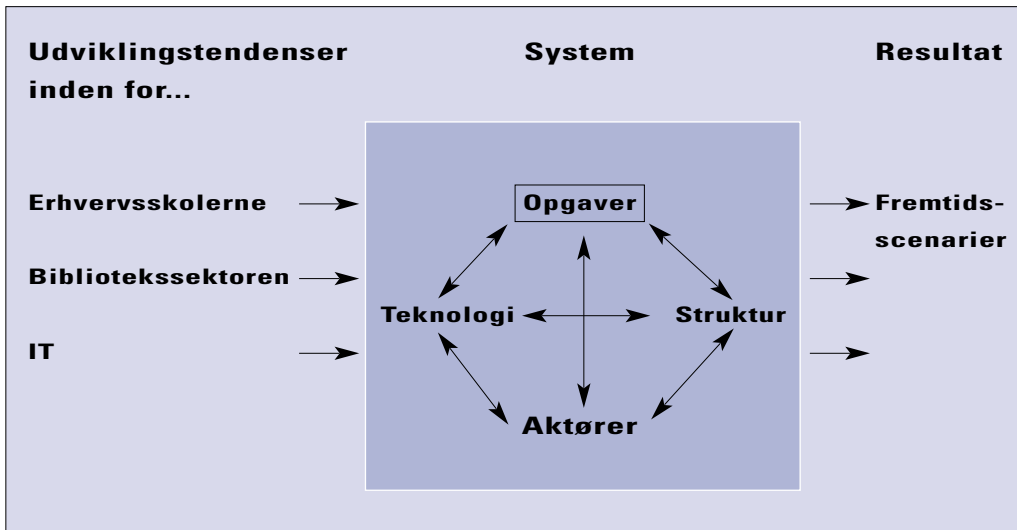 Udviklingstendenser
inden for...
System
Resultat
Erhvervsskolerne
Bibliotekssektoren
IT
Opgaver
Teknologi
Struktur
Aktører
Fremtids-
scenarier